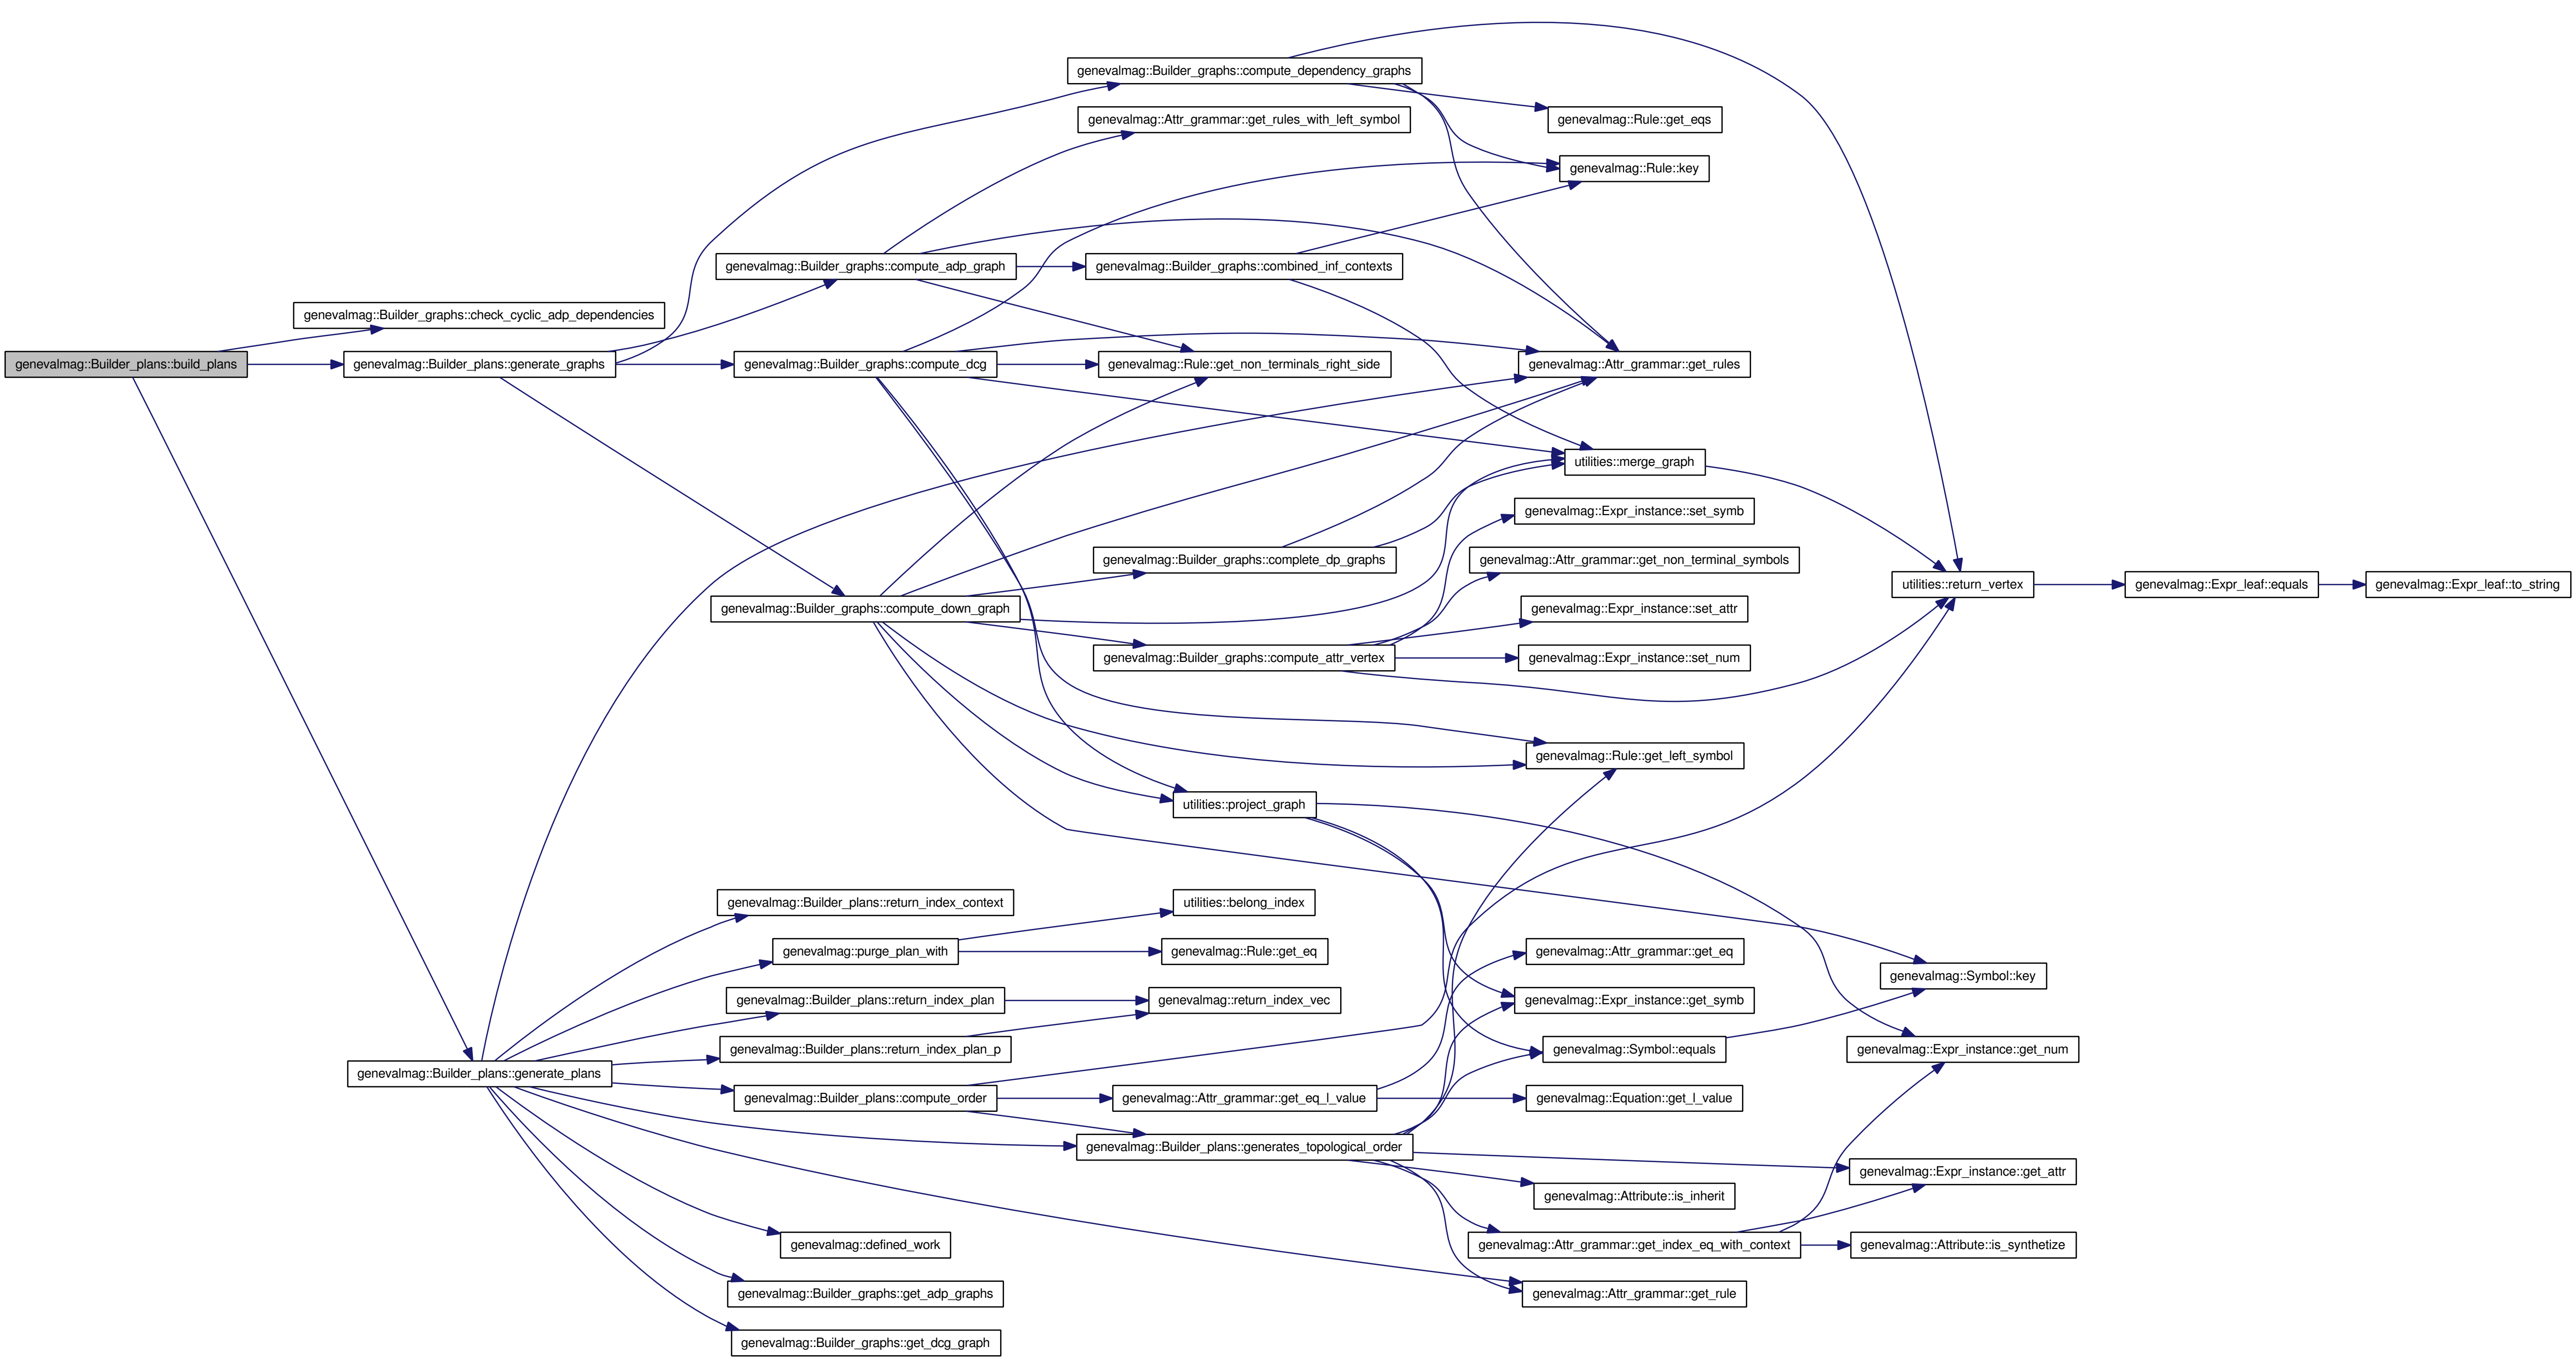 genevalmag::Builder_plans::build_plans
genevalmag::Builder_graphs::check_cyclic_adp_dependencies
genevalmag::Builder_plans::generate_graphs
genevalmag::Builder_plans::generate_plans
genevalmag::Builder_graphs::compute_adp_graph
genevalmag::Builder_graphs::compute_dcg
genevalmag::Builder_graphs::compute_down_graph
genevalmag::Builder_plans::return_index_context
genevalmag::purge_plan_with
genevalmag::Builder_plans::return_index_plan
genevalmag::Builder_plans::return_index_plan_p
genevalmag::Builder_plans::compute_order
genevalmag::defined_work
genevalmag::Builder_graphs::get_adp_graphs
genevalmag::Builder_graphs::get_dcg_graph
genevalmag::Builder_graphs::compute_dependency_graphs
genevalmag::Attr_grammar::get_rules_with_left_symbol
genevalmag::Builder_graphs::combined_inf_contexts
genevalmag::Rule::get_non_terminals_right_side
genevalmag::Builder_graphs::complete_dp_graphs
genevalmag::Builder_graphs::compute_attr_vertex
utilities::project_graph
utilities::belong_index
genevalmag::Rule::get_eq
genevalmag::return_index_vec
genevalmag::Attr_grammar::get_eq_l_value
genevalmag::Builder_plans::generates_topological_order
genevalmag::Rule::get_eqs
genevalmag::Rule::key
genevalmag::Attr_grammar::get_rules
utilities::merge_graph
genevalmag::Expr_instance::set_symb
genevalmag::Attr_grammar::get_non_terminal_symbols
genevalmag::Expr_instance::set_attr
genevalmag::Expr_instance::set_num
genevalmag::Rule::get_left_symbol
genevalmag::Attr_grammar::get_eq
genevalmag::Expr_instance::get_symb
genevalmag::Symbol::equals
genevalmag::Equation::get_l_value
genevalmag::Attribute::is_inherit
genevalmag::Attr_grammar::get_index_eq_with_context
genevalmag::Attr_grammar::get_rule
utilities::return_vertex
genevalmag::Symbol::key
genevalmag::Expr_instance::get_num
genevalmag::Expr_instance::get_attr
genevalmag::Attribute::is_synthetize
genevalmag::Expr_leaf::equals
genevalmag::Expr_leaf::to_string